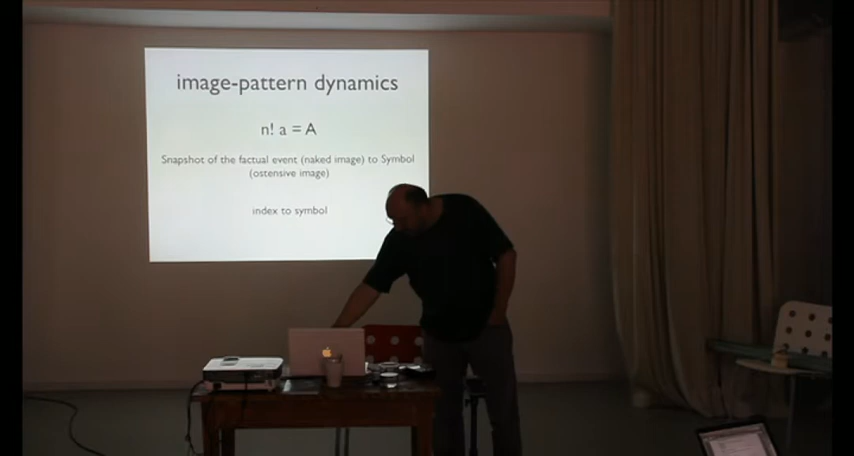 image-pattern dynamics
n! a = A
Snapshot of the factual event (naked image) to Symbol
(ostensive image)
index to symbol